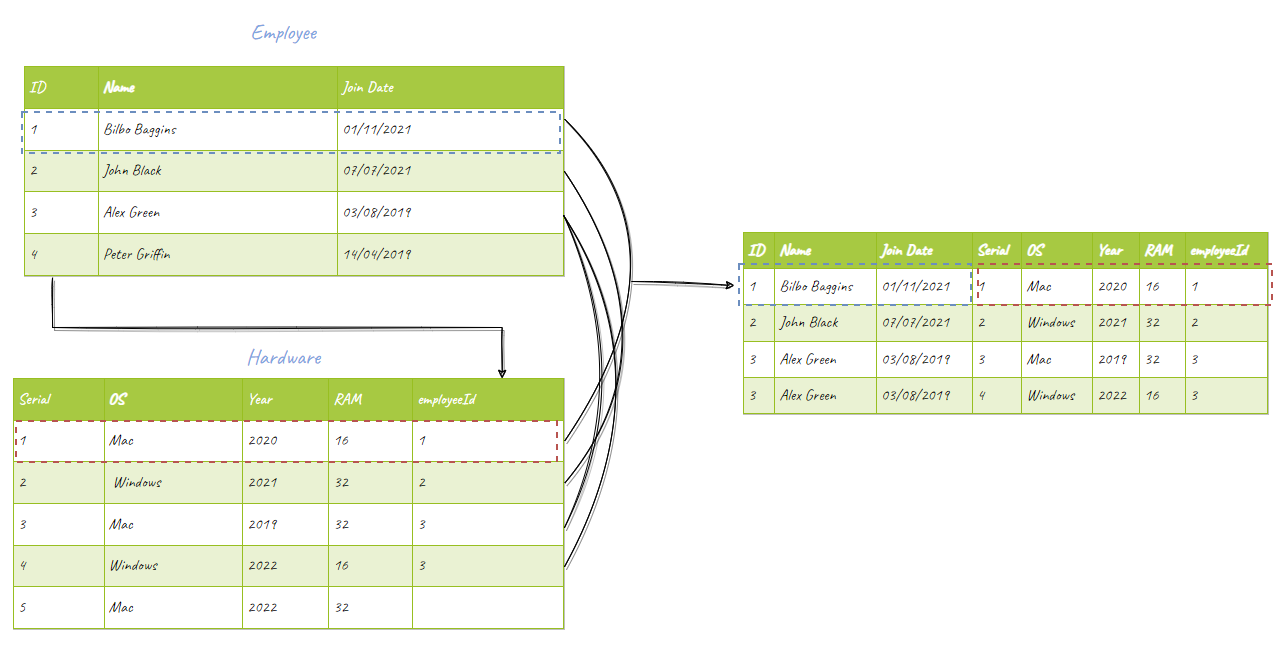 Employee
ID Name Join Date
1 Bilbo Baggins 01/11/2021
2 John Black 07/07/2021
3 Alex Green 03/08/2019
4 Peter Griffin 14/04/2019
Hardware
Serial OS Year RAM employeeId
1 Mac 2020 16 1
2 Windows 2021 32 2
3 Mac 2019 32 3
4 Windows 2022 16 3
5 Mac 2022 32
ID Name Join Date Serial OS Year RAM employeeId
1 Bilbo Baggins 01/11/2021 1 Mac 2020 16 1
2 John Black 07/07/2021 2 Windows 2021 32 2
3 Alex Green 03/08/2019 3 Mac 2019 32 3
3 Alex Green 03/08/2019 4 Windows 2022 16 3